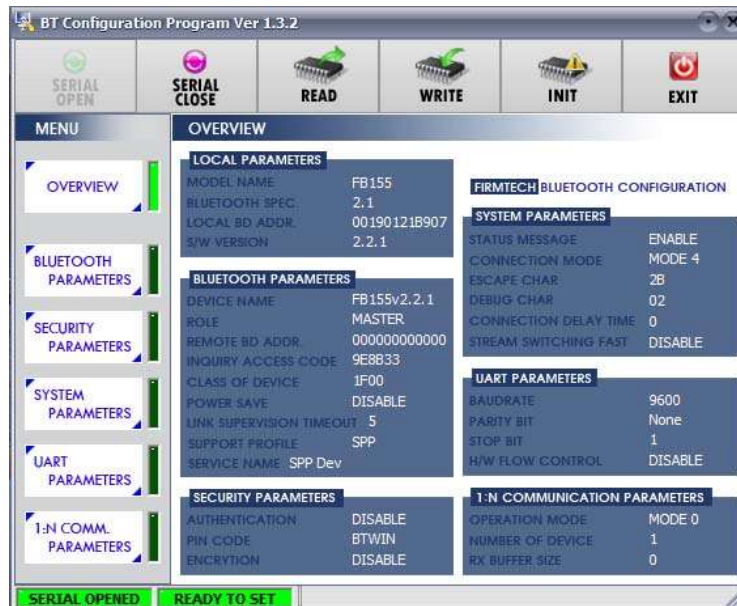 BT Configuration Program Ver 1.3.2
SERIAL OPEN
SERIAL CLOSE
READ
WRITE
INIT
EXIT
MENU
OVERVIEW
OVERVIEW
BLUETOOTH
PARAMETERS
SECURITY
PARAMETERS
SYSTEM
PARAMETERS
UART
PARAMETERS
1:N COMM.
PARAMETERS
LOCAL PARAMETERS
MODEL NAME FB155
BLUETOOTH SPEC. 2.1
LOCAL BD ADDR. 00190121B907
S/W VERSION 2.2.1
BLUETOOTH PARAMETERS
DEVICE NAME FB155v2.2.1
ROLE MASTER
REMOTE BD ADDR. 000000000000
INQUIRY ACCESS CODE 9E8B33
CLASS OF DEVICE 1F00
POWER SAVE DISABLE
LINK SUPERVISION TIMEOUT 5
SUPPORT PROFILE SPP
SERVICE NAME SPP Dev
SECURITY PARAMETERS
AUTHENTICATION DISABLE
PIN CODE BTWIN
ENCRYTION DISABLE
FIRMTECH BLUETOOTH CONFIGURATION
SYSTEM PARAMETERS
STATUS MESSAGE ENABLE
CONNECTION MODE MODE 4
ESCAPE CHAR 2B
DEBUG CHAR 02
CONNECTION DELAY TIME 0
STREAM SWITCHING FAST DISABLE
UART PARAMETERS
BAUDRATE 9600
PARITY BIT None
STOP BIT 1
H/W FLOW CONTROL DISABLE
1:N COMMUNICATION PARAMETERS
OPERATION MODE MODE 0
NUMBER OF DEVICE 1
RX BUFFER SIZE 0
SERIAL OPENED
READY TO SET